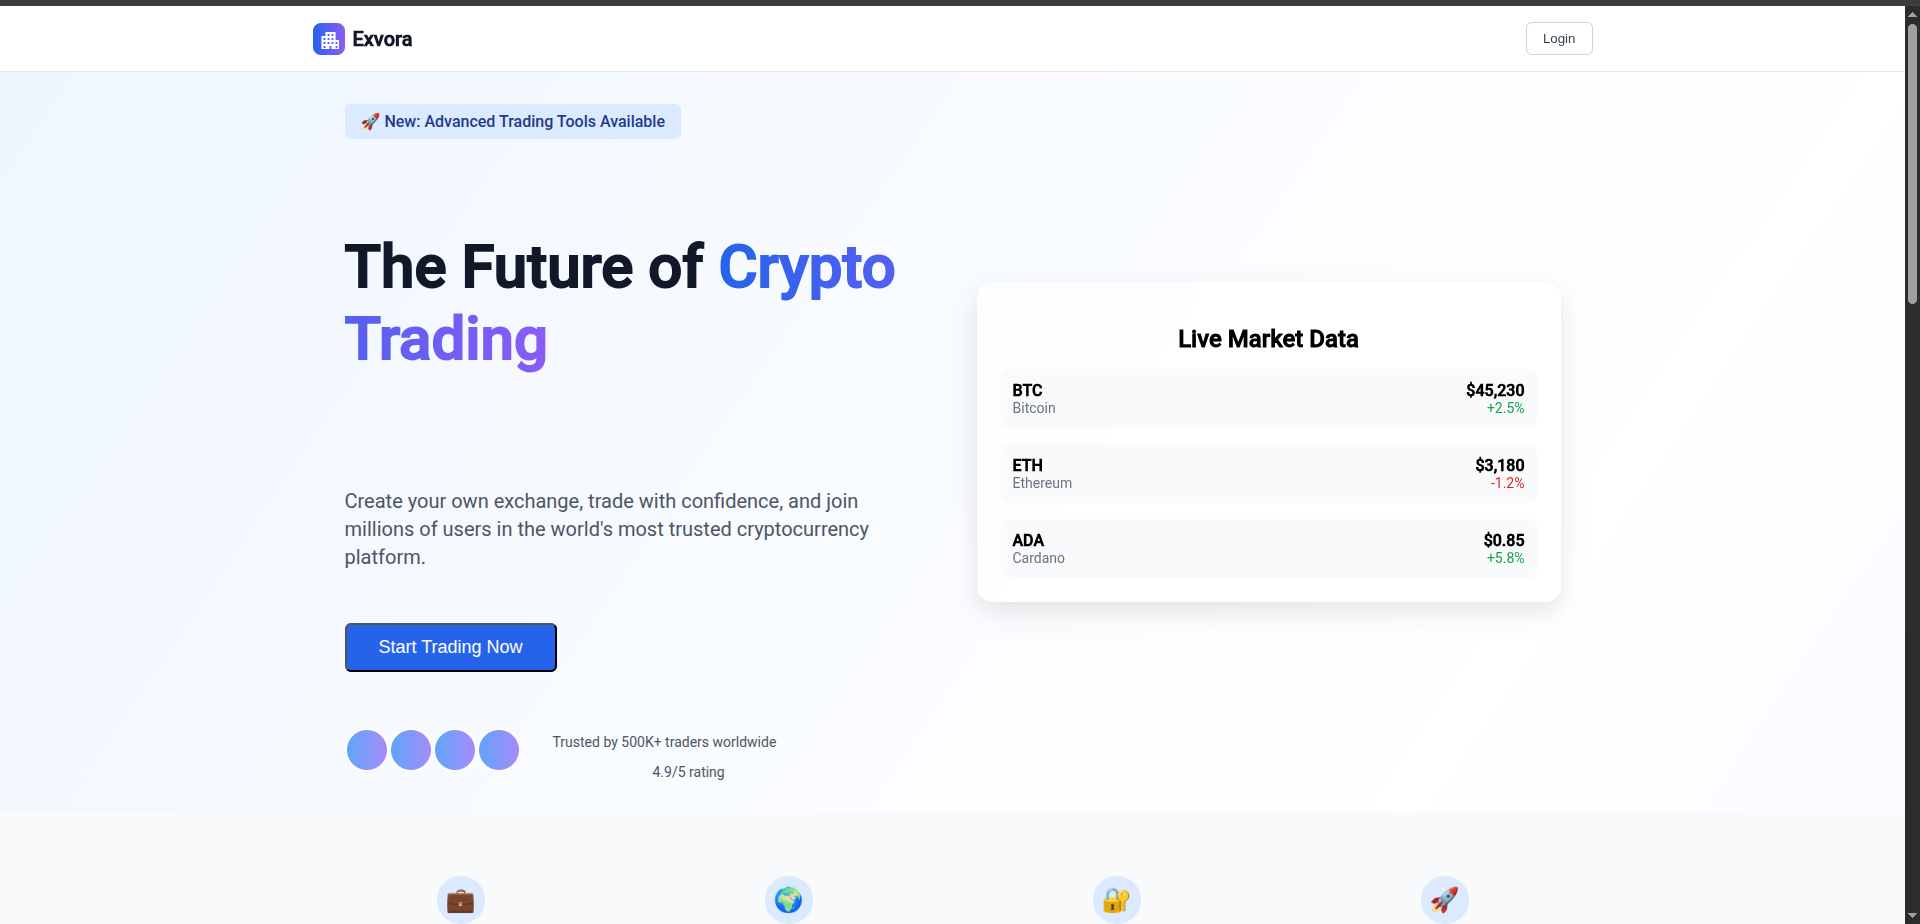 Exvora
Login
🚀 New: Advanced Trading Tools Available
The Future of Crypto
Trading
Create your own exchange, trade with confidence, and join
millions of users in the world's most trusted cryptocurrency
platform.
Start Trading Now
Trusted by 500K+ traders worldwide
4.9/5 rating
Live Market Data
BTC
$45,230
Bitcoin
+2.5%
ETH
$3,180
Ethereum
-1.2%
ADA
$0.85
Cardano
+5.8%